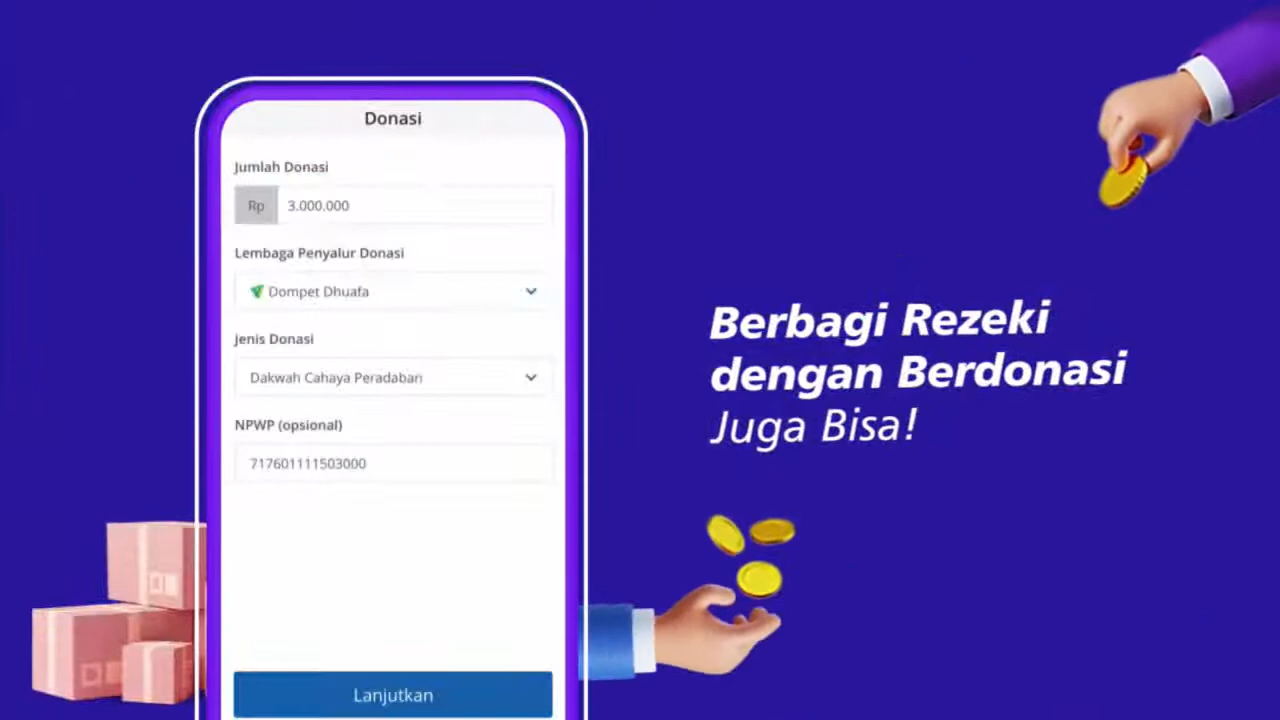 Donasi
Jumlah Donasi
Rp 3.000.000
Lembaga Penyalur Donasi
Dompet Dhuafa
Jenis Donasi
Dakwah Cahaya Peradaban
NPWP (opsional)
717601111503000
Lanjutkan
Berbagi Rezeki
dengan Berdonasi
Juga Bisa!